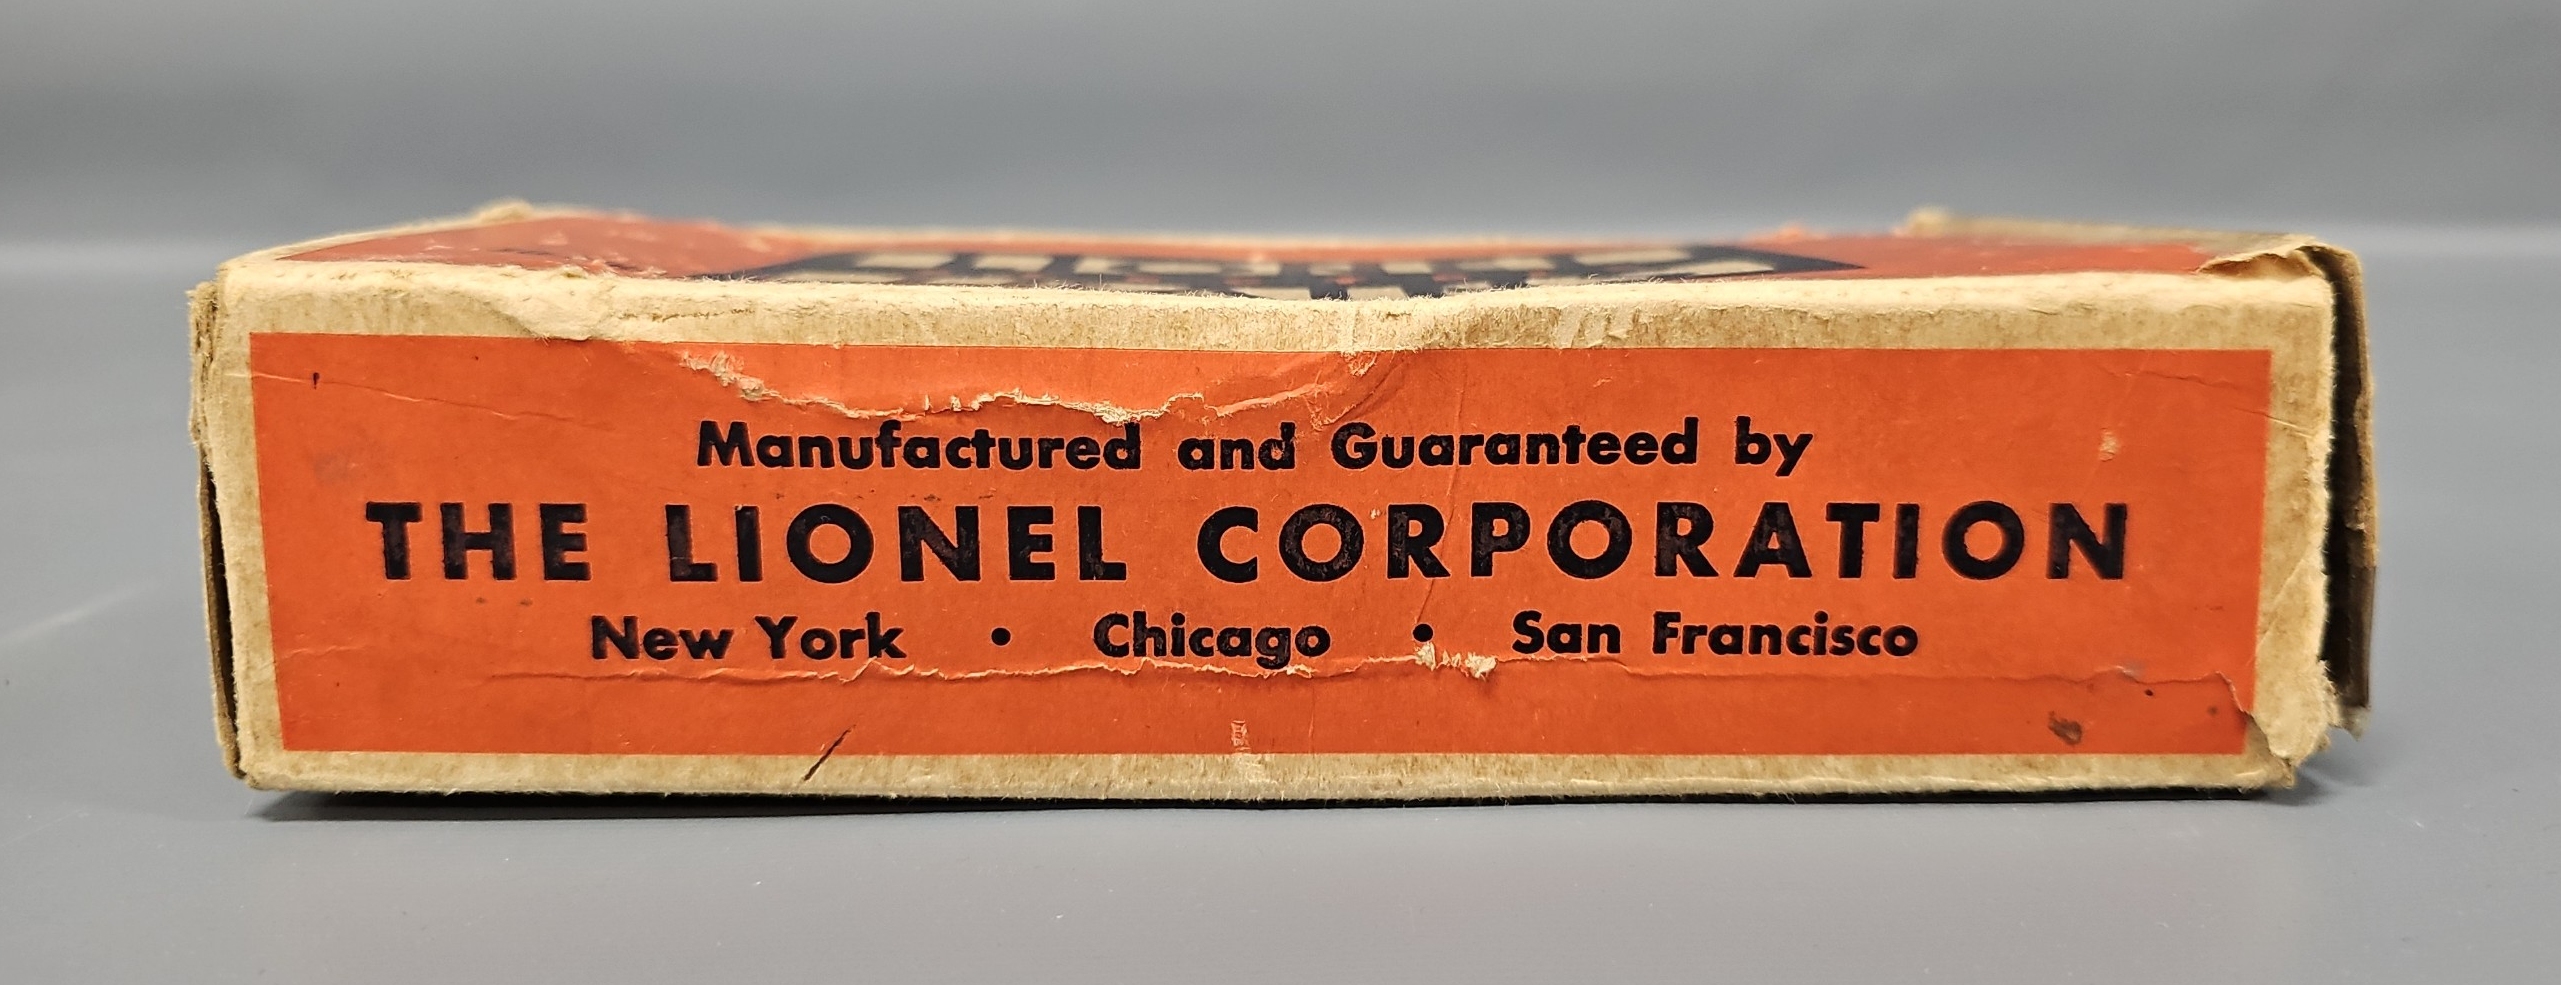 Manufactured and Guaranteed by
THE LIONEL CORPORATION
New York • Chicago • San Francisco